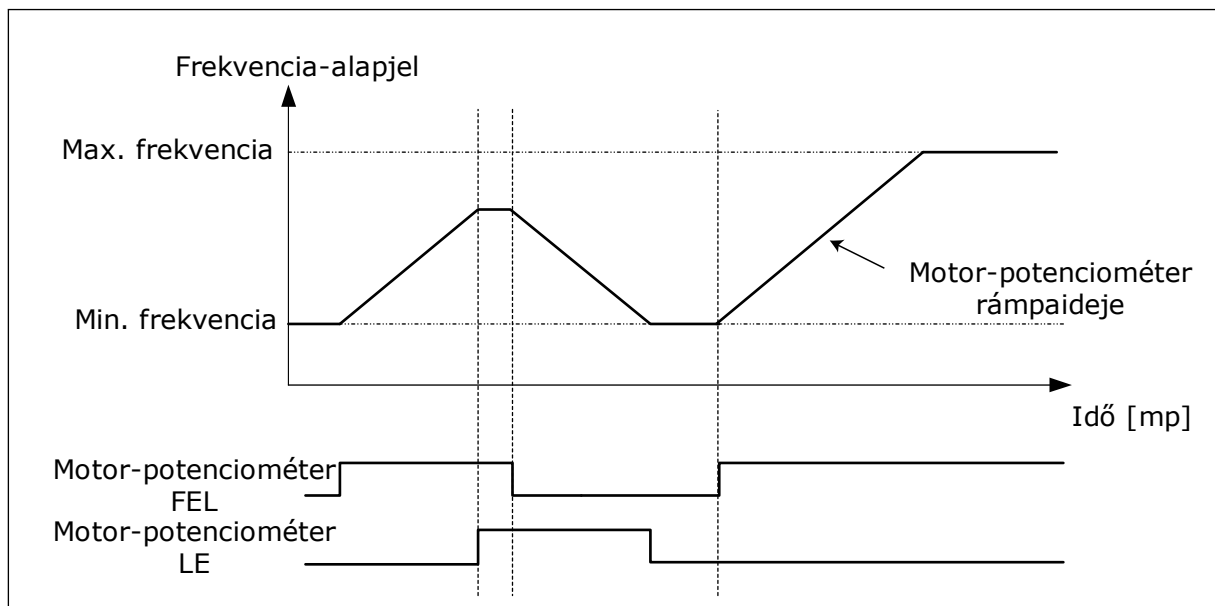 Frekvencia-alapjel
Max. frekvencia
Motor-potenciométer
rámpaideje
Min. frekvencia
Idő [mp]
Motor-potenciométer
FEL
Motor-potenciométer
LE